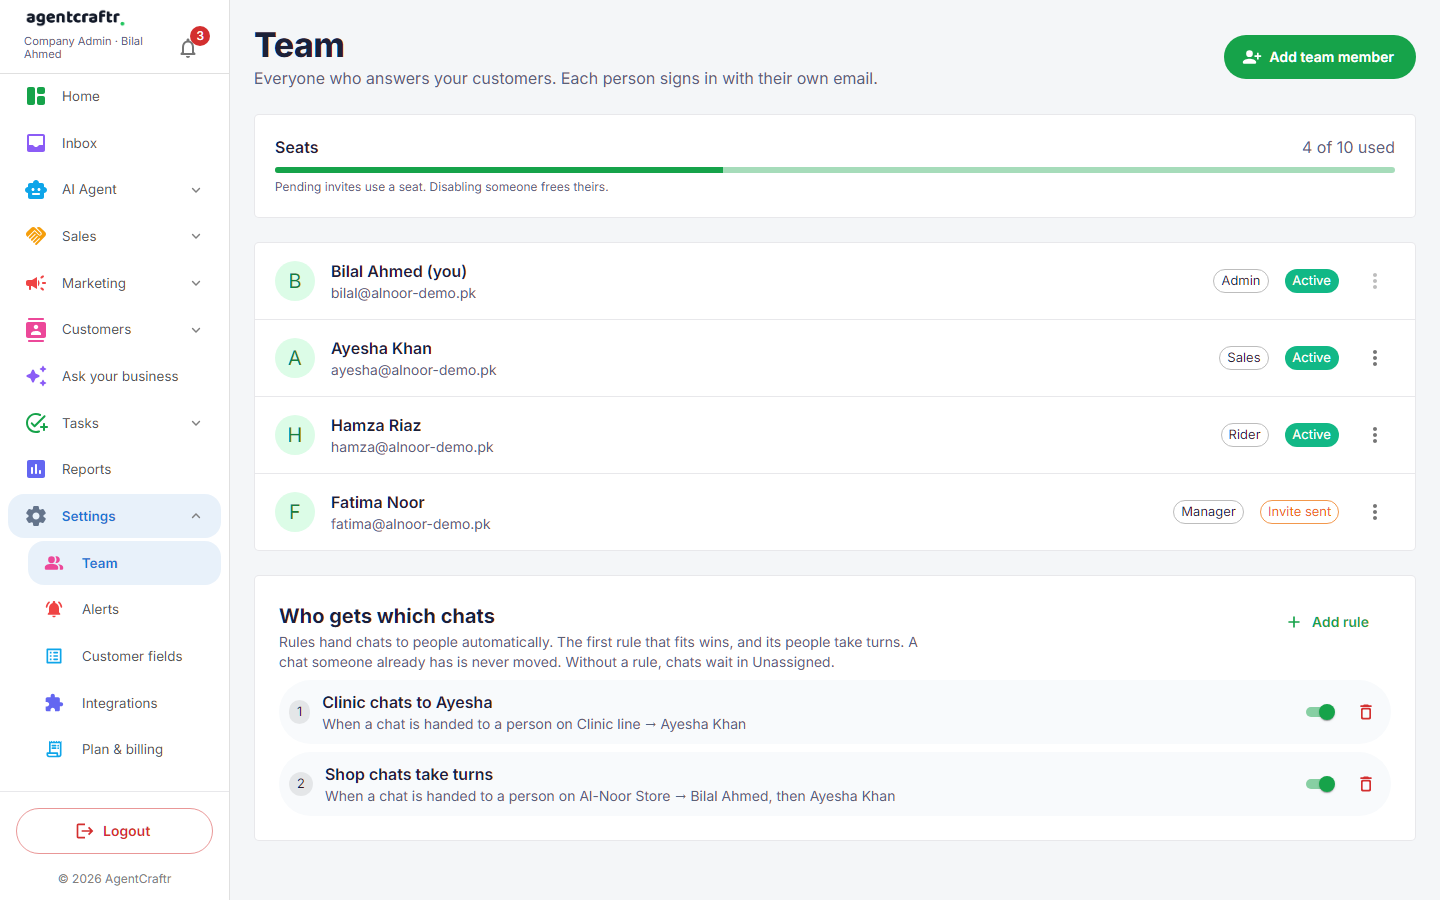 agentcraftr.
Company Admin · Bilal
Ahmed
3
Home
Inbox
AI Agent
Sales
Marketing
Customers
Ask your business
Tasks
Reports
Settings
Team
Alerts
Customer fields
Integrations
Plan & billing
Logout
© 2026 AgentCraftr
Team
Everyone who answers your customers. Each person signs in with their own email.
Add team member
Seats
4 of 10 used
Pending invites use a seat. Disabling someone frees theirs.
B
Bilal Ahmed (you)
bilal@alnoor-demo.pk
Admin
Active
A
Ayesha Khan
ayesha@alnoor-demo.pk
Sales
Active
H
Hamza Riaz
hamza@alnoor-demo.pk
Rider
Active
F
Fatima Noor
fatima@alnoor-demo.pk
Manager
Invite sent
Who gets which chats
Add rule
Rules hand chats to people automatically. The first rule that fits wins, and its people take turns. A
chat someone already has is never moved. Without a rule, chats wait in Unassigned.
1
Clinic chats to Ayesha
When a chat is handed to a person on Clinic line → Ayesha Khan
2
Shop chats take turns
When a chat is handed to a person on Al-Noor Store → Bilal Ahmed, then Ayesha Khan